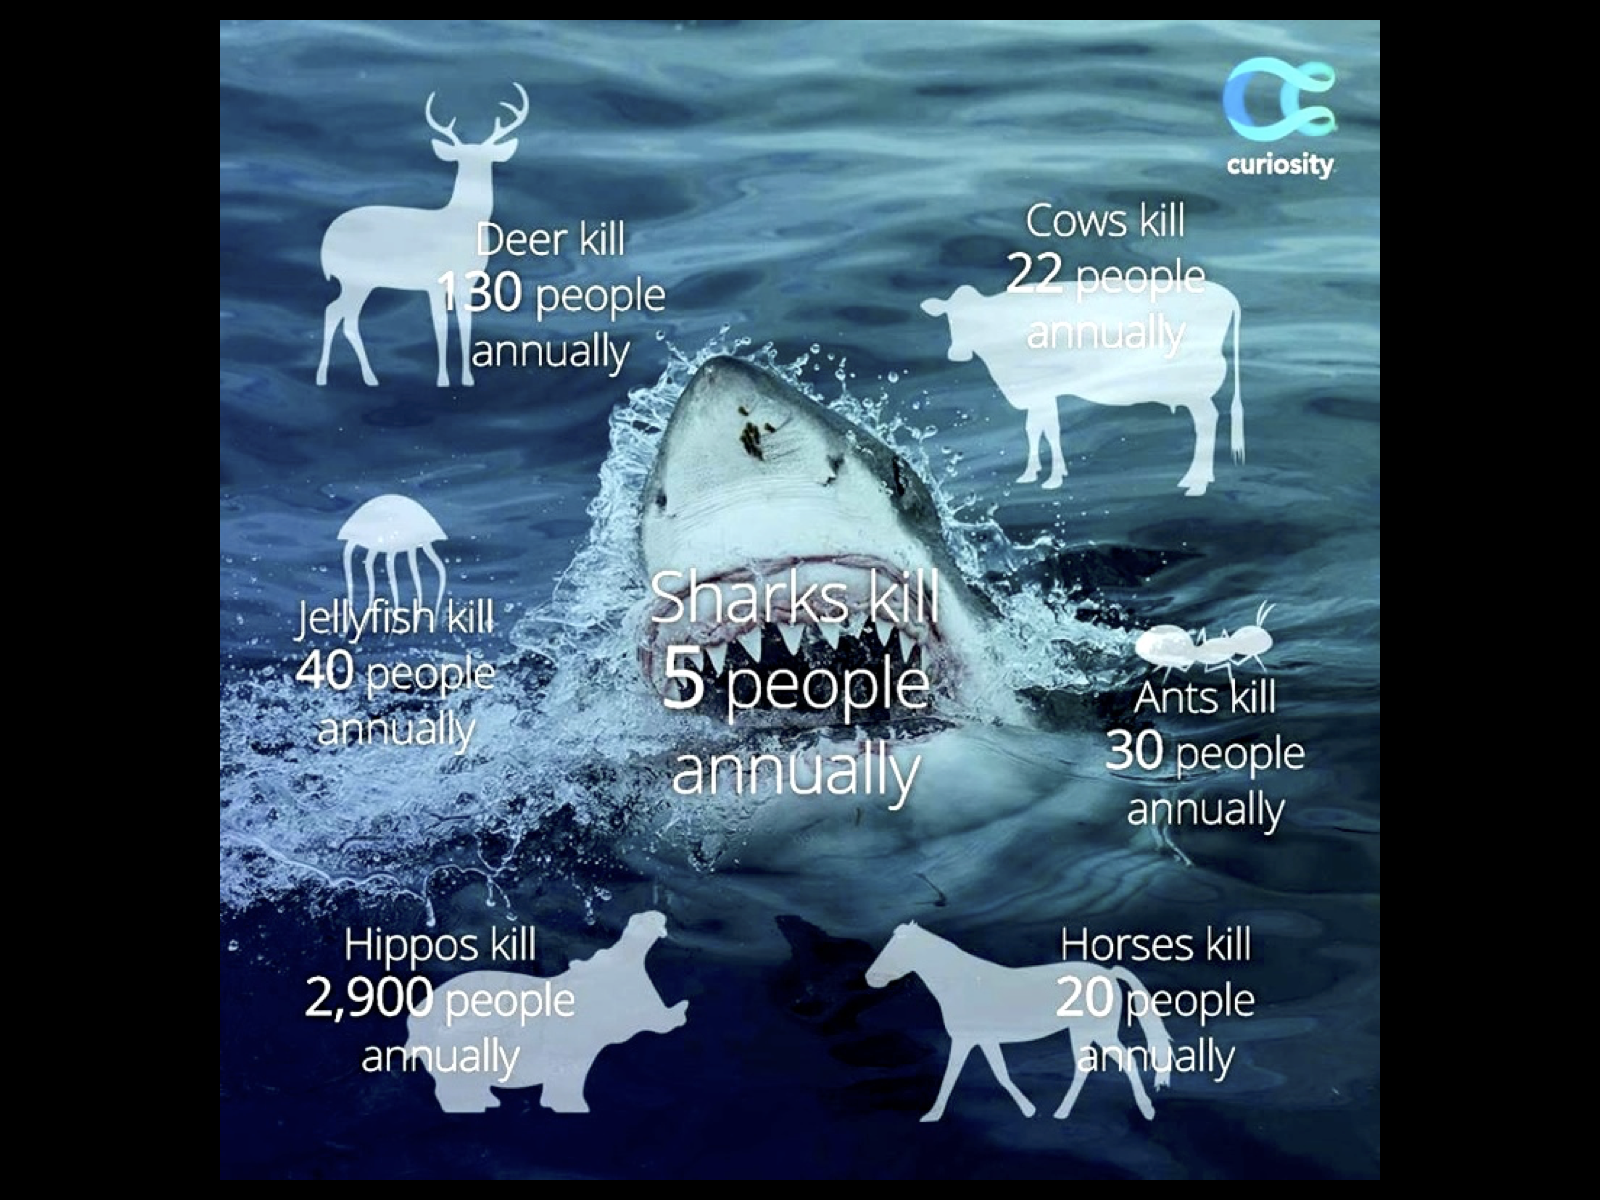 curiosity
Deer kill
130 people
annually
Cows kill
22 people
annually
Jellyfish kill
40 people
annually
Sharks kill
5 people
annually
Ants kill
30 people
annually
Hippos kill
2,900 people
annually
Horses kill
20 people
annually